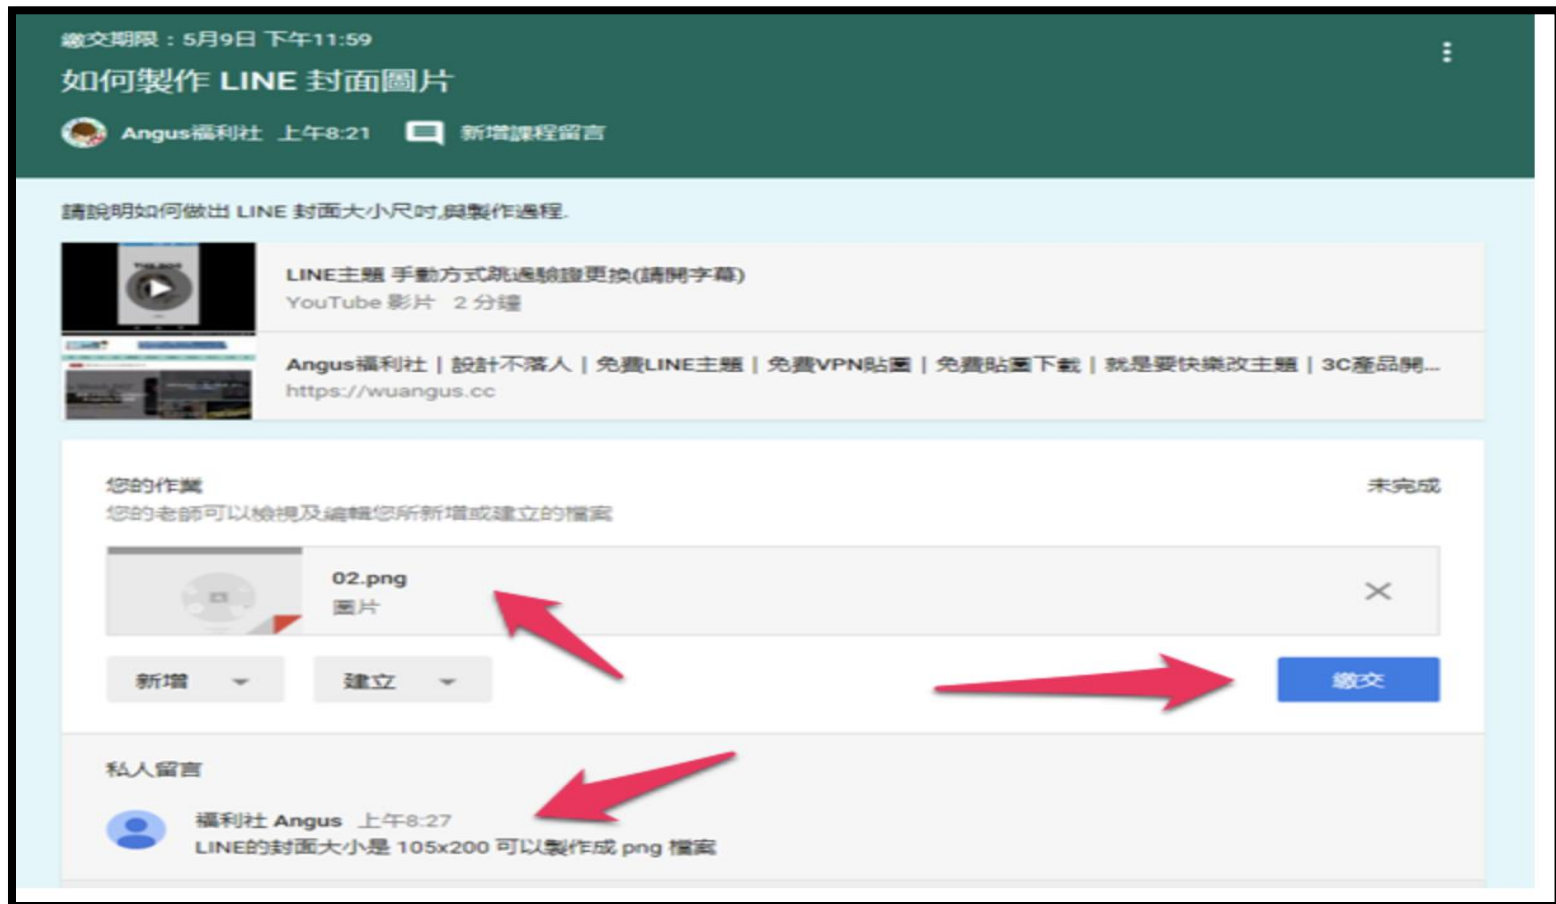 繳交期限：5月9日 下午11:59
如何製作 LINE 封面圖片
Angus福利社 上午8:21 新增課程留言
請說明如何做出 LINE 封面大小尺吋,與製作過程.
LINE主題 手動方式跳過驗證更換(請開字幕)
YouTube 影片 2 分鐘
Angus福利社 | 設計不落人 | 免費LINE主題 | 免費VPN貼圖 | 免費貼圖下載 | 就是要快樂改主題 | 3C產品開...
https://wuangus.cc
您的作業 未完成
您的老師可以檢視及編輯您所新增或建立的檔案
02.png
圖片
新增 建立 繳交
私人留言
福利社 Angus 上午8:27
LINE的封面大小是 105x200 可以製作成 png 檔案